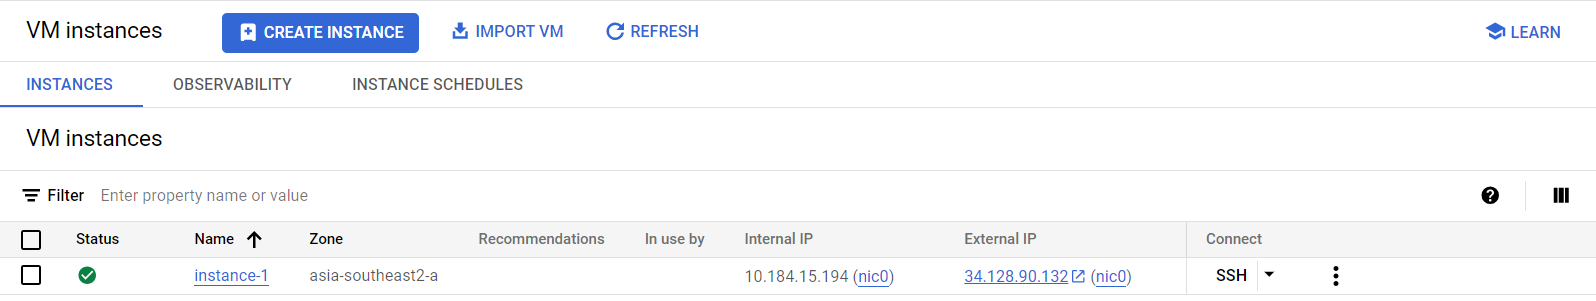 VM instances CREATE INSTANCE IMPORT VM REFRESH LEARN
INSTANCES OBSERVABILITY INSTANCE SCHEDULES
VM instances
Filter Enter property name or value
Status Name Zone Recommendations In use by Internal IP External IP Connect
instance-1 asia-southeast2-a 10.184.15.194 (nic0) 34.128.90.132 (nic0) SSH